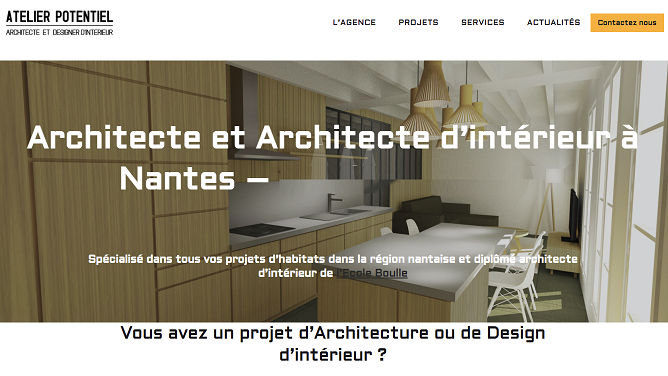 ATELIER POTENTIEL
ARCHITECTE ET DESIGNER D'INTERIEUR
L'AGENCE PROJETS SERVICES ACTUALITÉS Contactez nous
Architecte et Architecte d'intérieur à
Nantes –
Spécialisé dans tous vos projets d'habitats dans la région nantaise et diplômé architecte
d'intérieur de l'Ecole Boulle
Vous avez un projet d'Architecture ou de Design
d'intérieur ?